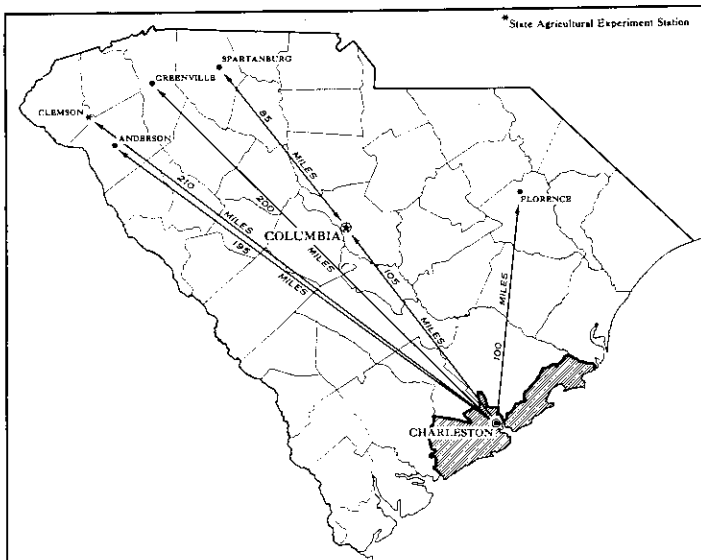 *State Agricultural Experiment Station
SPARTANBURG
GREENVILLE
CLEMSON
ANDERSON
85 MILES
FLORENCE
210 MILES
200 MILES
195 MILES
COLUMBIA
105 MILES
100 MILES
CHARLESTON